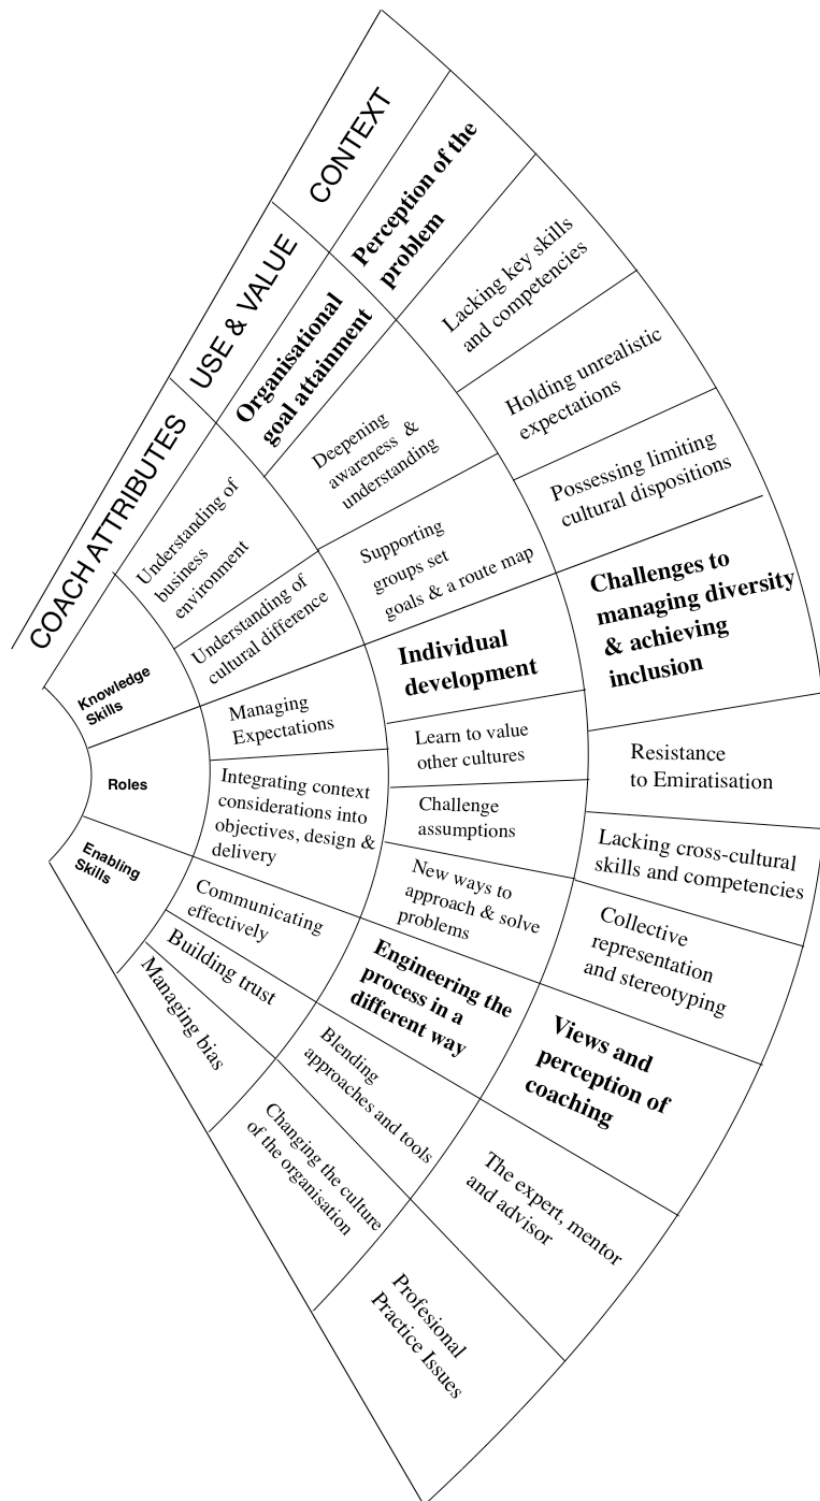 CONTEXT
USE & VALUE
COACH ATTRIBUTES
Perception of the
problem
Lacking key skills
and competencies
Holding unrealistic
expectations
Possessing limiting
cultural dispositions
Challenges to
managing diversity
& achieving
inclusion
Resistance
to Emiratisation
Lacking cross-cultural
skills and competencies
Collective
representation
and stereotyping
Views and
perception of
coaching
The expert, mentor
and advisor
Profesional
Practice Issues
Organisational
goal attainment
Deepening
awareness &
understanding
Supporting
groups set
goals & a route map
Individual
development
Learn to value
other cultures
Challenge
assumptions
New ways to
approach & solve
problems
Engineering the
process in a
different way
Blending
approaches and tools
Changing the culture
of the organisation
Understanding of
business
environment
Understanding of
cultural difference
Managing
Expectations
Integrating context
considerations into
objectives, design &
delivery
Communicating
effectively
Building trust
Managing bias
Knowledge
Skills
Roles
Enabling
Skills